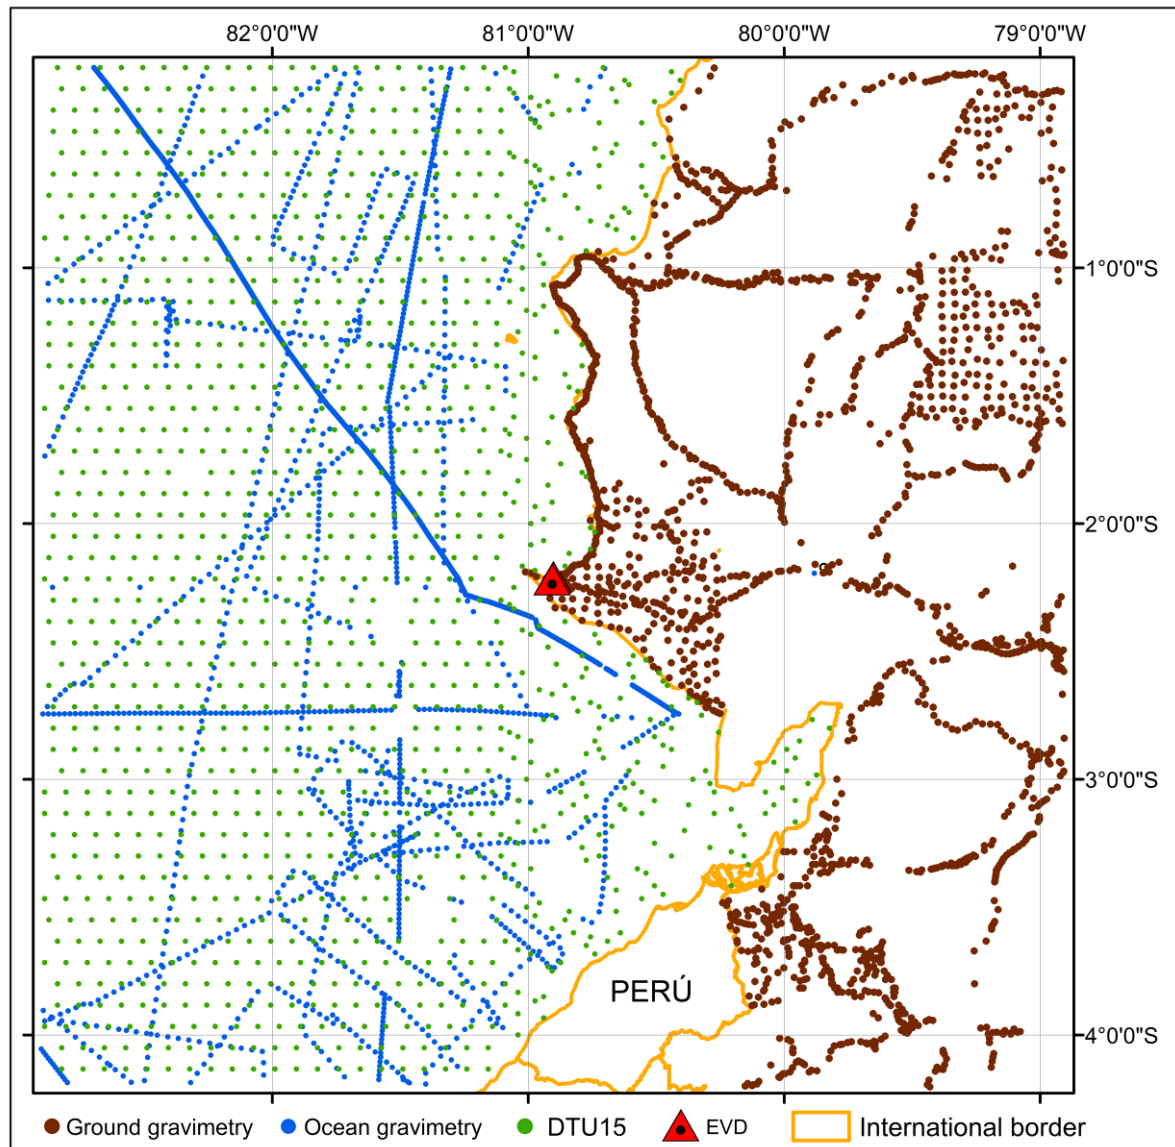 82°0'0"W 81°0'0"W 80°0'0"W 79°0'0"W
1°0'0"S
2°0'0"S
3°0'0"S
PERÚ
4°0'0"S
Ground gravimetry Ocean gravimetry DTU15 EVD International border